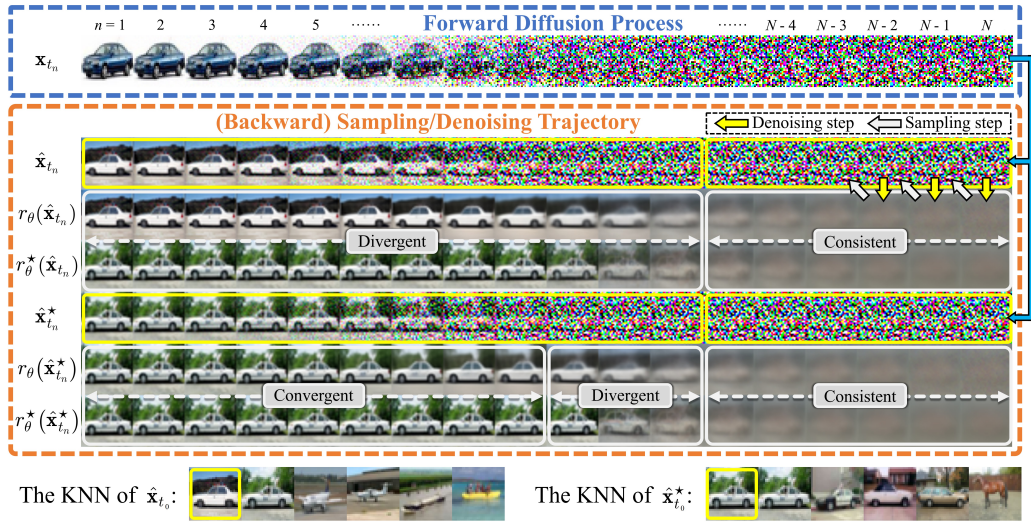 Forward Diffusion Process
n = 1 2 3 4 5 ······ ······ N - 4 N - 3 N - 2 N - 1 N
𝐱_{t_n}
(Backward) Sampling/Denoising Trajectory
Denoising step Sampling step
𝐱̂_{t_n}
r_θ(𝐱̂_{t_n})
Divergent Consistent
r_θ^★(𝐱̂_{t_n})
𝐱̂_{t_n}^★
r_θ(𝐱̂_{t_n}^★)
Convergent Divergent Consistent
r_θ^★(𝐱̂_{t_n}^★)
The KNN of 𝐱̂_{t_0}: The KNN of 𝐱̂_{t_0}^★: